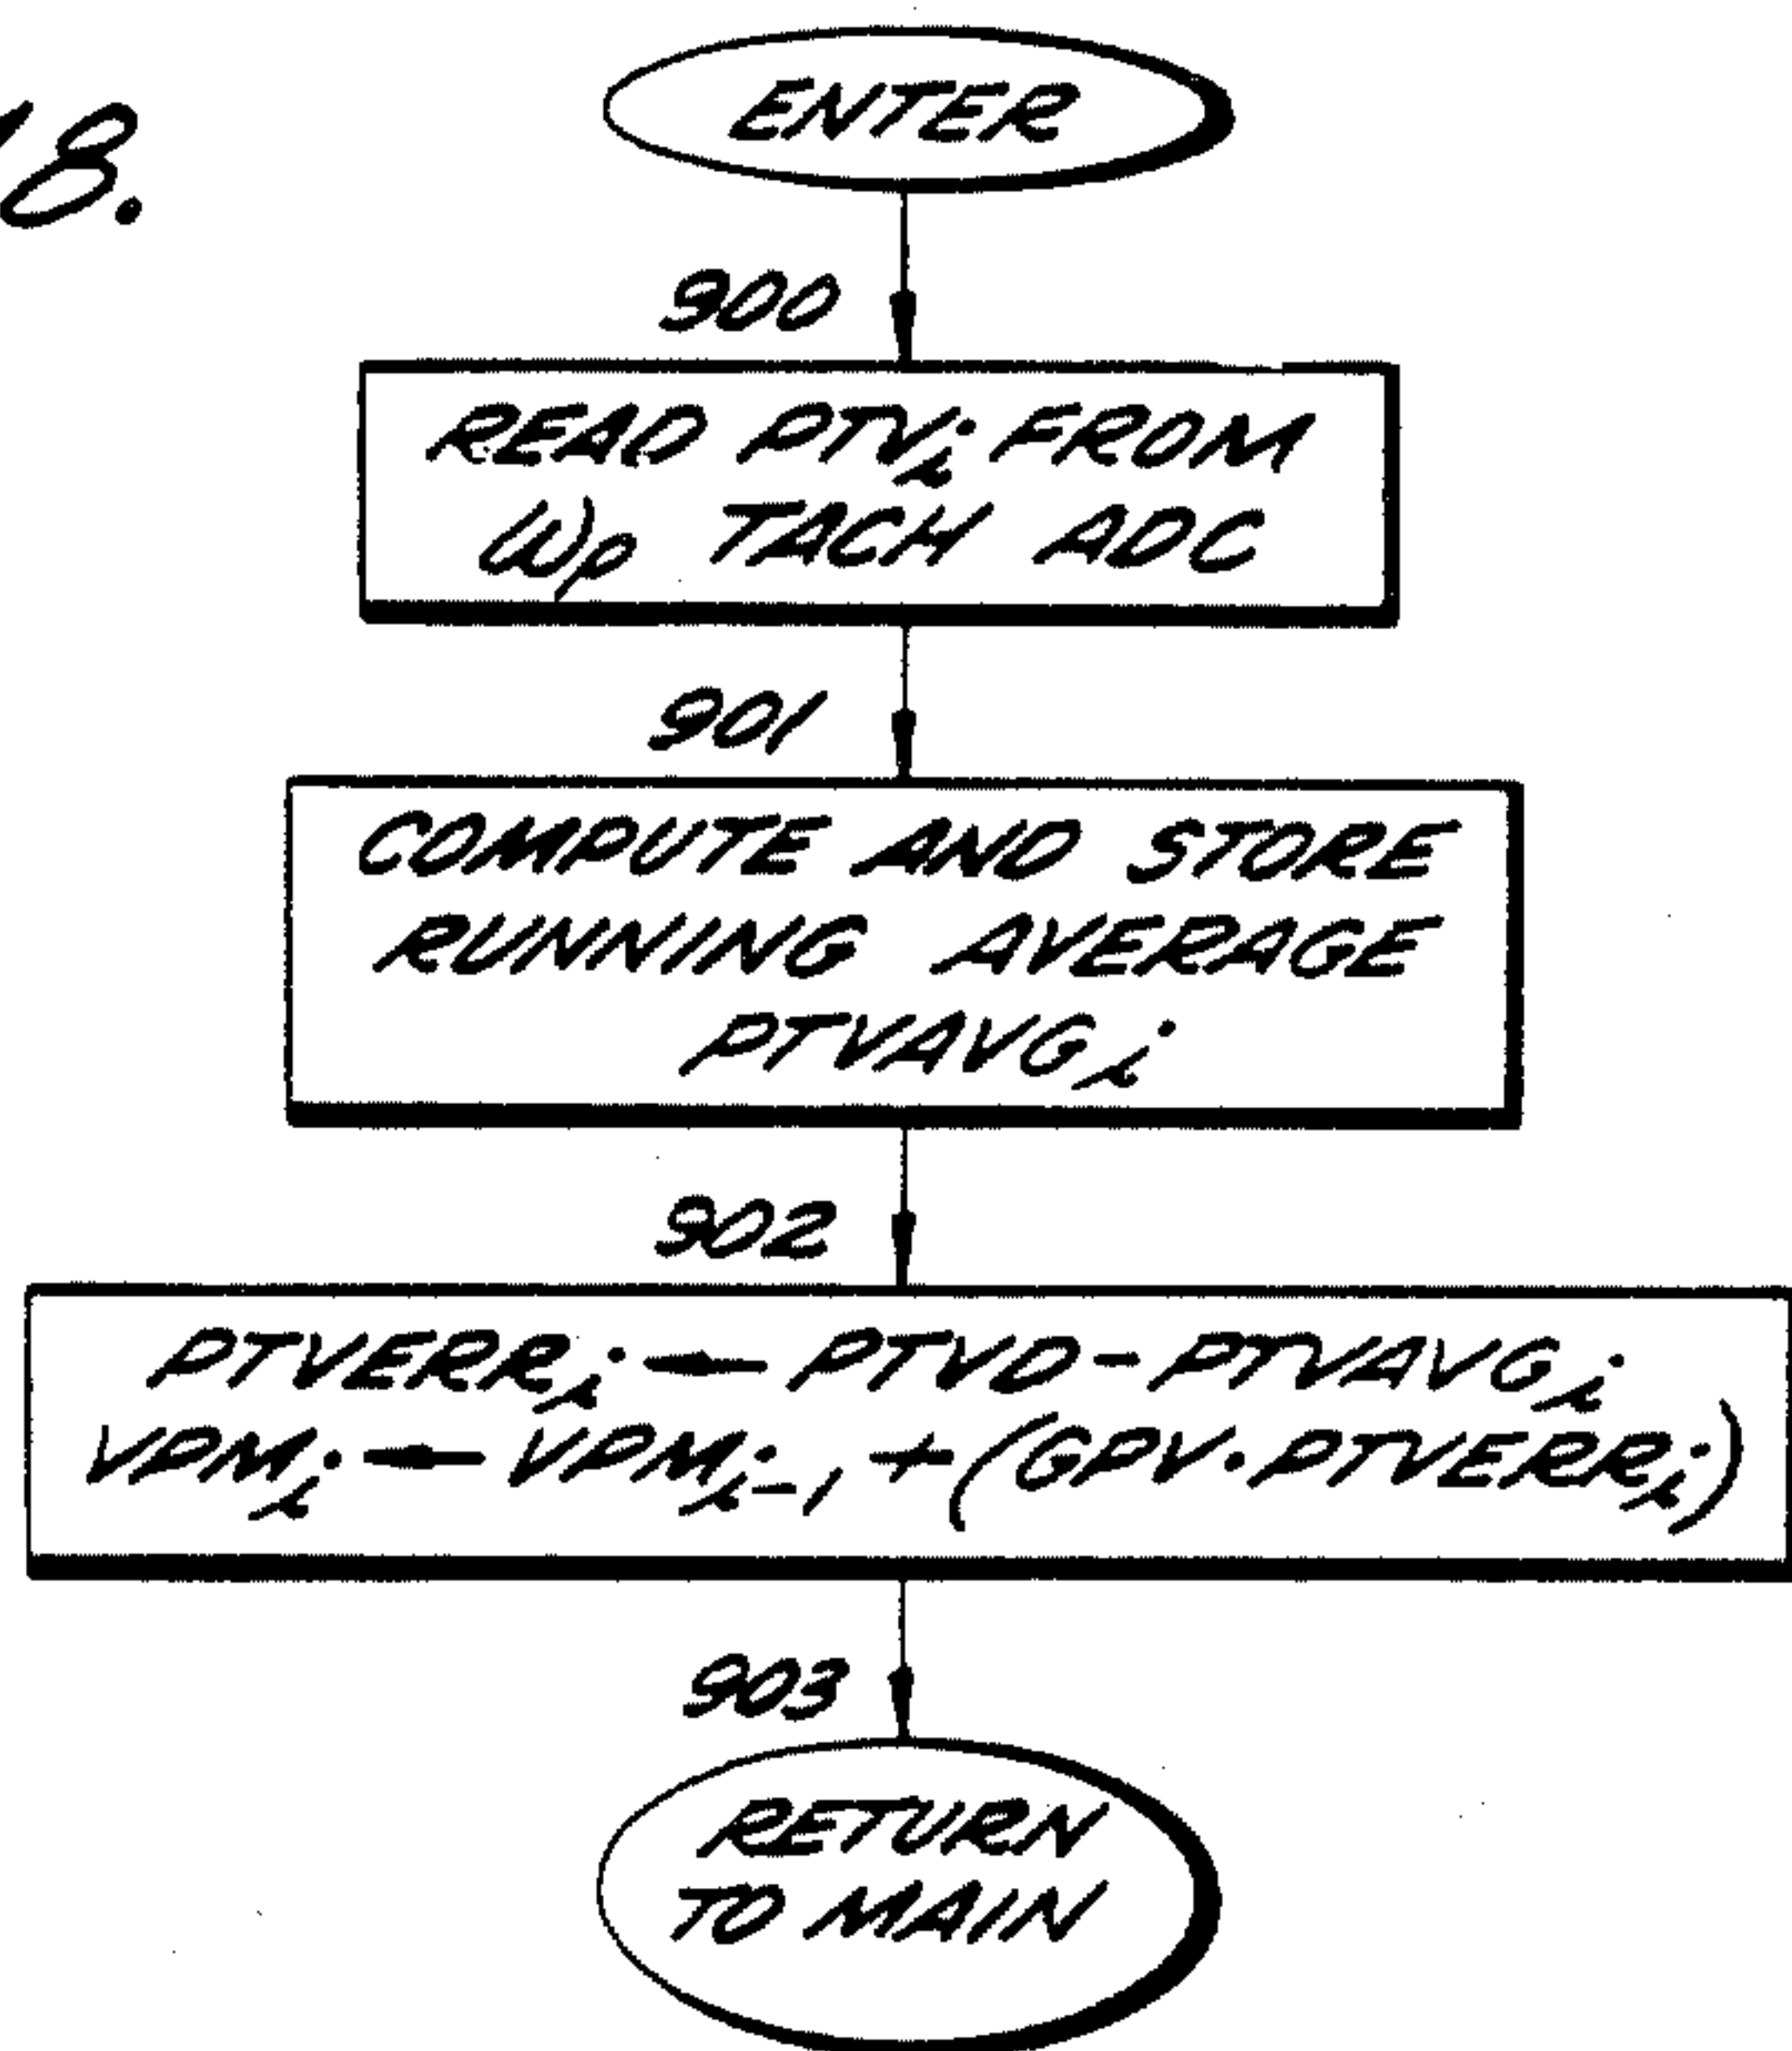 18.
ENTER
900
READ PTVᵢ FROM
ωp TACH ADC
901
COMPUTE AND STORE
RUNNING AVERAGE
PTVAVGᵢ
902
PTVERRᵢ ← PTVD-PTVAVGᵢ
VPMᵢ ← VPMᵢ₋₁ + (GPV·PTVERRᵢ)
903
RETURN
TO MAIN